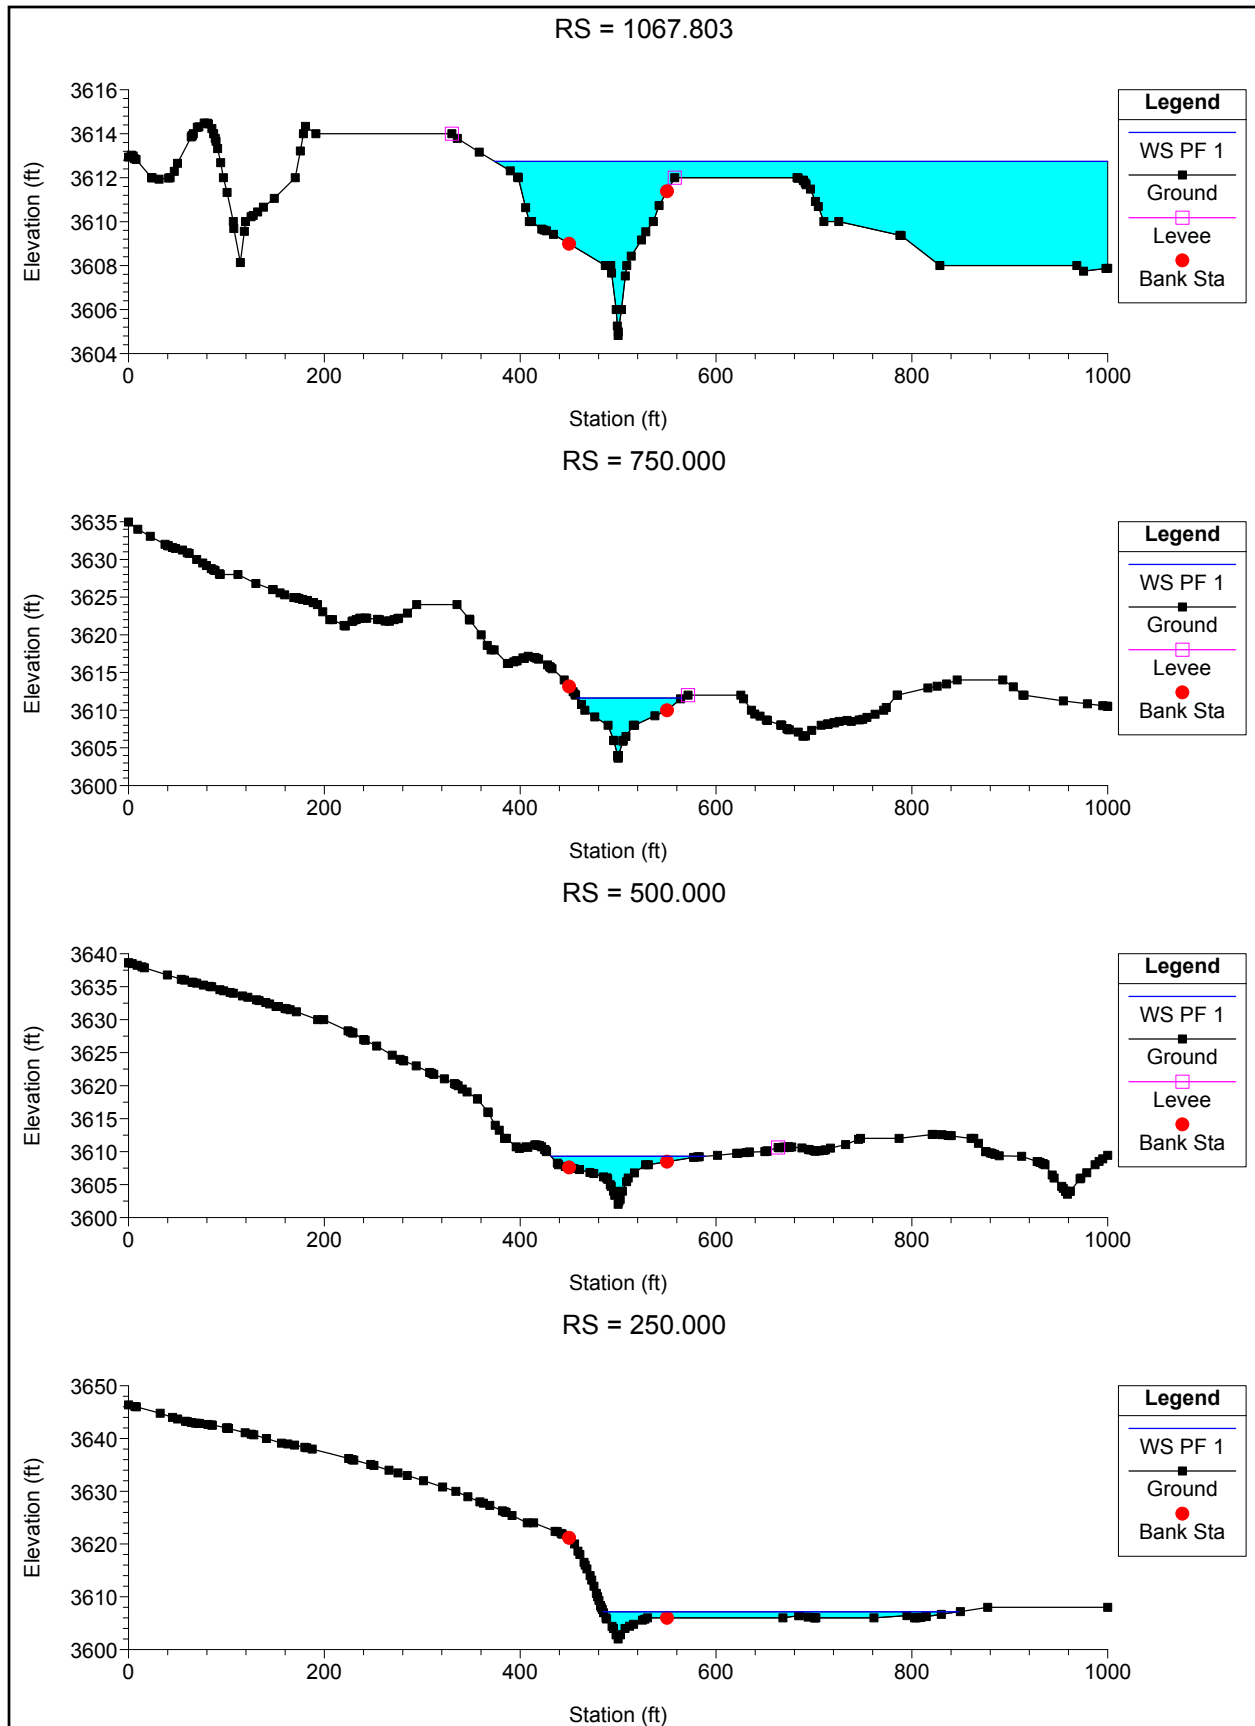 RS = 1067.803
3616
3614
3612
3610
3608
3606
3604
Elevation (ft)
0 200 400 600 800 1000
Station (ft)
Legend
WS PF 1
Ground
Levee
Bank Sta
RS = 750.000
3635
3630
3625
3620
3615
3610
3605
3600
Elevation (ft)
0 200 400 600 800 1000
Station (ft)
Legend
WS PF 1
Ground
Levee
Bank Sta
RS = 500.000
3640
3635
3630
3625
3620
3615
3610
3605
3600
Elevation (ft)
0 200 400 600 800 1000
Station (ft)
Legend
WS PF 1
Ground
Levee
Bank Sta
RS = 250.000
3650
3640
3630
3620
3610
3600
Elevation (ft)
0 200 400 600 800 1000
Station (ft)
Legend
WS PF 1
Ground
Bank Sta